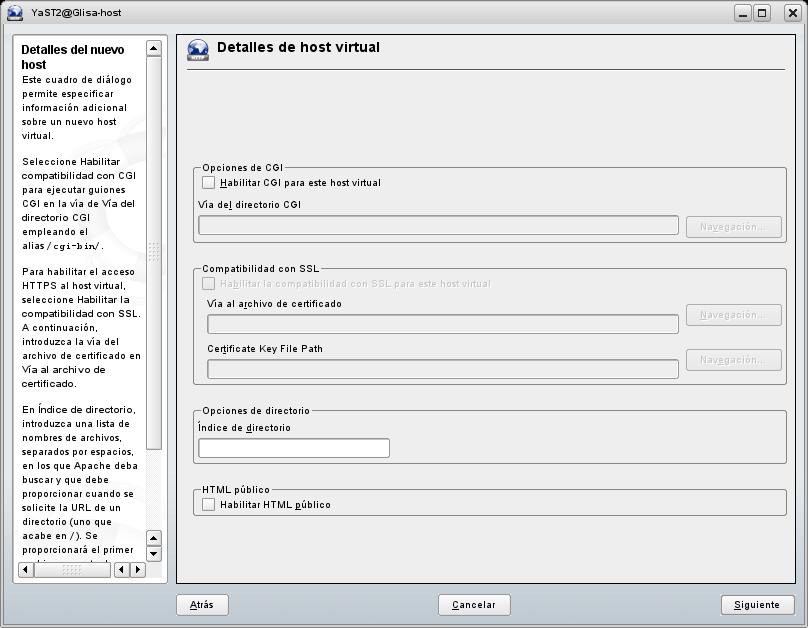 YaST2@Glisa-host
Detalles del nuevo
host
Este cuadro de diálogo
permite especificar
información adicional
sobre un nuevo host
virtual.
Seleccione Habilitar
compatibilidad con CGI
para ejecutar guiones
CGI en la vía de Vía del
directorio CGI
empleando el
alias /cgi-bin/.
Para habilitar el acceso
HTTPS al host virtual,
seleccione Habilitar la
compatibilidad con SSL.
A continuación,
introduzca la vía del
archivo de certificado en
Vía al archivo de
certificado.
En Índice de directorio,
introduzca una lista de
nombres de archivos,
separados por espacios,
en los que Apache deba
buscar y que debe
proporcionar cuando se
solicite la URL de un
directorio (uno que
acabe en /). Se
proporcionará el primer
Detalles de host virtual
Opciones de CGI
Habilitar CGI para este host virtual
Vía del directorio CGI
Navegación...
Compatibilidad con SSL
Habilitar la compatibilidad con SSL para este host virtual
Vía al archivo de certificado
Navegación...
Certificate Key File Path
Navegación...
Opciones de directorio
Índice de directorio
HTML público
Habilitar HTML público
Atrás
Cancelar
Siguiente